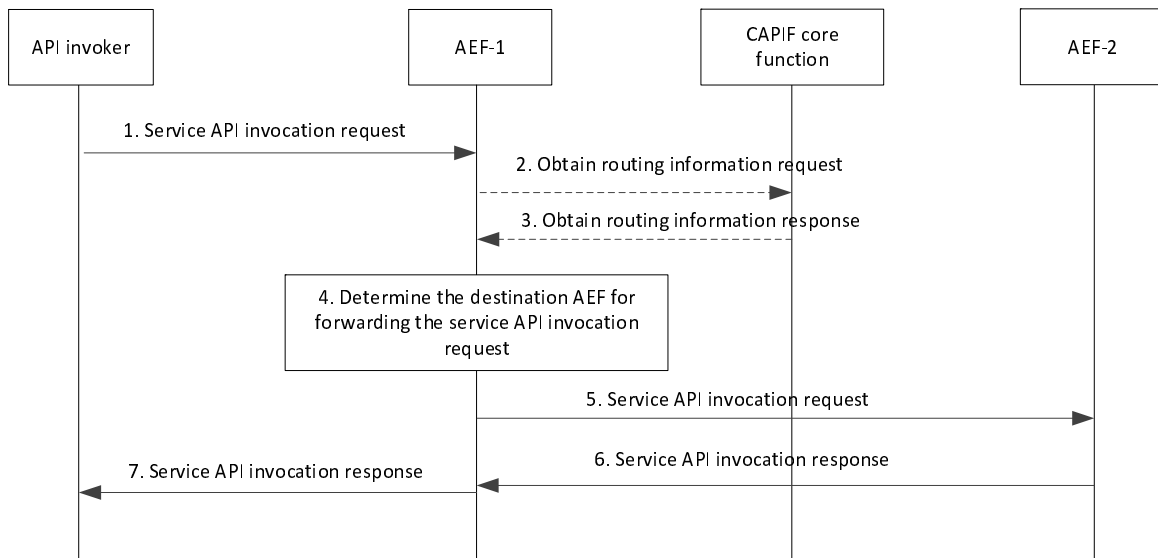 API invoker
AEF-1
CAPIF core
function
AEF-2
1. Service API invocation request
2. Obtain routing information request
3. Obtain routing information response
4. Determine the destination AEF for
forwarding the service API invocation
request
5. Service API invocation request
6. Service API invocation response
7. Service API invocation response